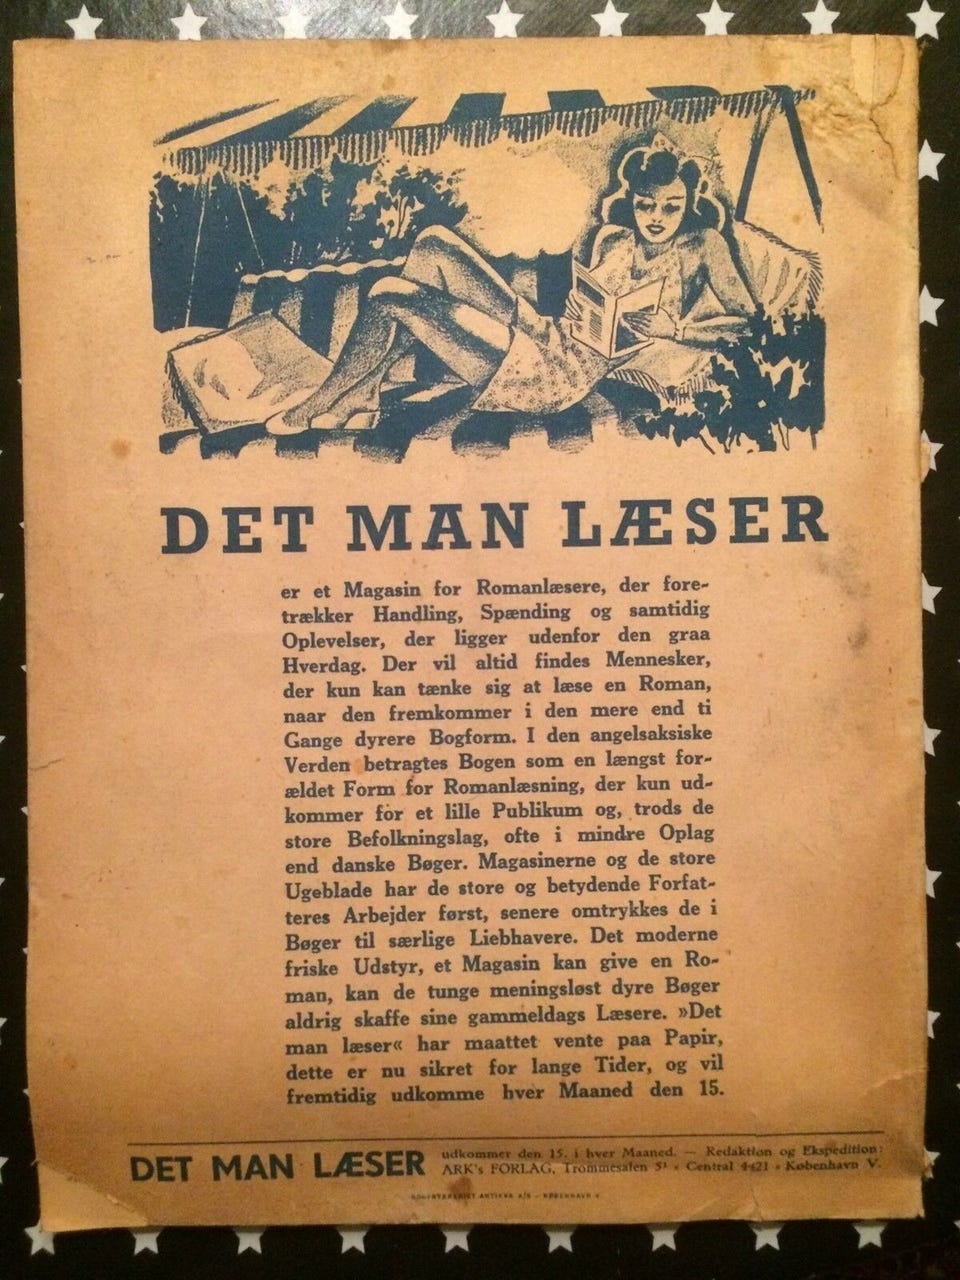 DET MAN LÆSER
er et Magasin for Romanlæsere, der fore-
trækker Handling, Spænding og samtidig
Oplevelser, der ligger udenfor den graa
Hverdag. Der vil altid findes Mennesker,
der kun kan tænke sig at læse en Roman,
naar den fremkommer i den mere end ti
Gange dyrere Bogform. I den angelsaksiske
Verden betragtes Bogen som en længst for-
ældet Form for Romanlæsning, der kun ud-
kommer for et lille Publikum og, trods de
store Befolkningslag, ofte i mindre Oplag
end danske Bøger. Magasinerne og de store
Ugeblade har de store og betydende Forfat-
teres Arbejder først, senere omtrykkes de i
Bøger til særlige Liebhavere. Det moderne
friske Udstyr, et Magasin kan give en Ro-
man, kan de tunge meningsløst dyre Bøger
aldrig skaffe sine gammeldags Læsere. »Det
man læser« har maattet vente paa Papir,
dette er nu sikret for lange Tider, og vil
fremtidig udkomme hver Maaned den 15.
DET MAN LÆSER
udkommer den 15. i hver Maaned. — Redaktion og Ekspedition:
ARK's FORLAG, Trommesalen 5¹ • Central 4421 • København V.
BOGTRYKKERIET ANTIKVA A/S - KØBENHAVN